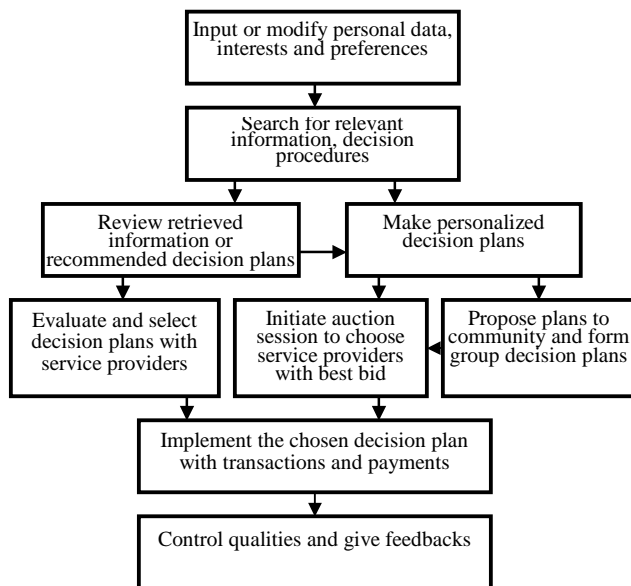 Input or modify personal data,
interests and preferences
Search for relevant
information, decision
procedures
Review retrieved
information or
recommended decision plans
Make personalized
decision plans
Evaluate and select
decision plans with
service providers
Initiate auction
session to choose
service providers
with best bid
Propose plans to
community and form
group decision plans
Implement the chosen decision plan
with transactions and payments
Control qualities and give feedbacks